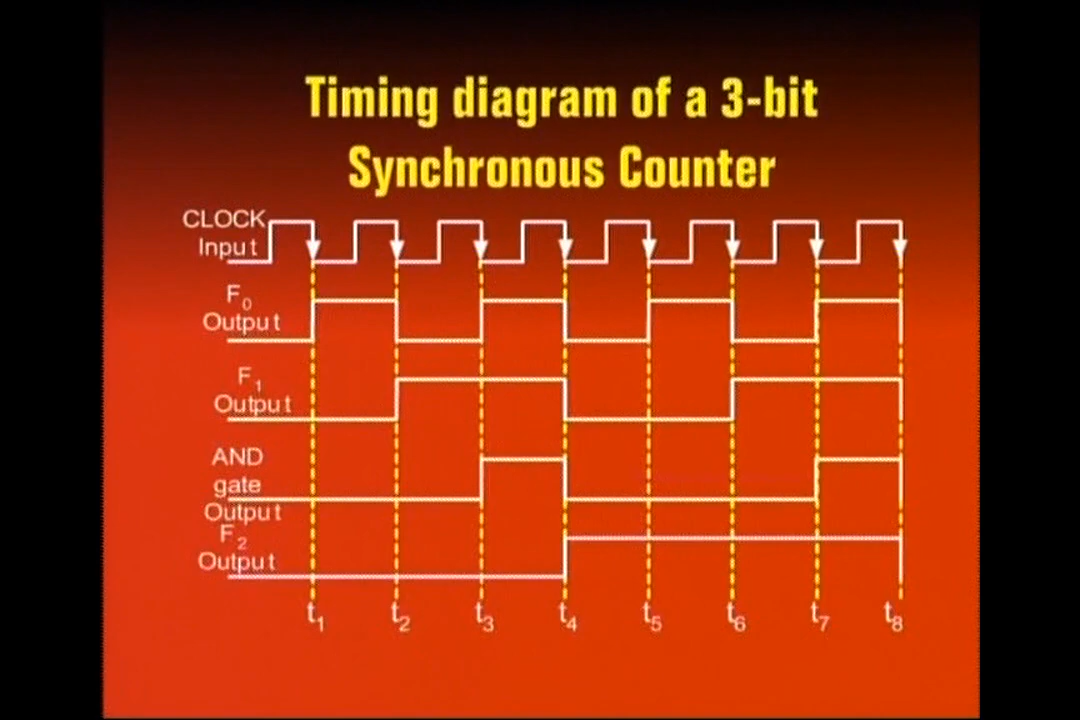 Timing diagram of a 3-bit
Synchronous Counter
CLOCK
Input
F₀
Output
F₁
Output
AND
gate
Output
F₂
Output
t₁ t₂ t₃ t₄ t₅ t₆ t₇ t₈